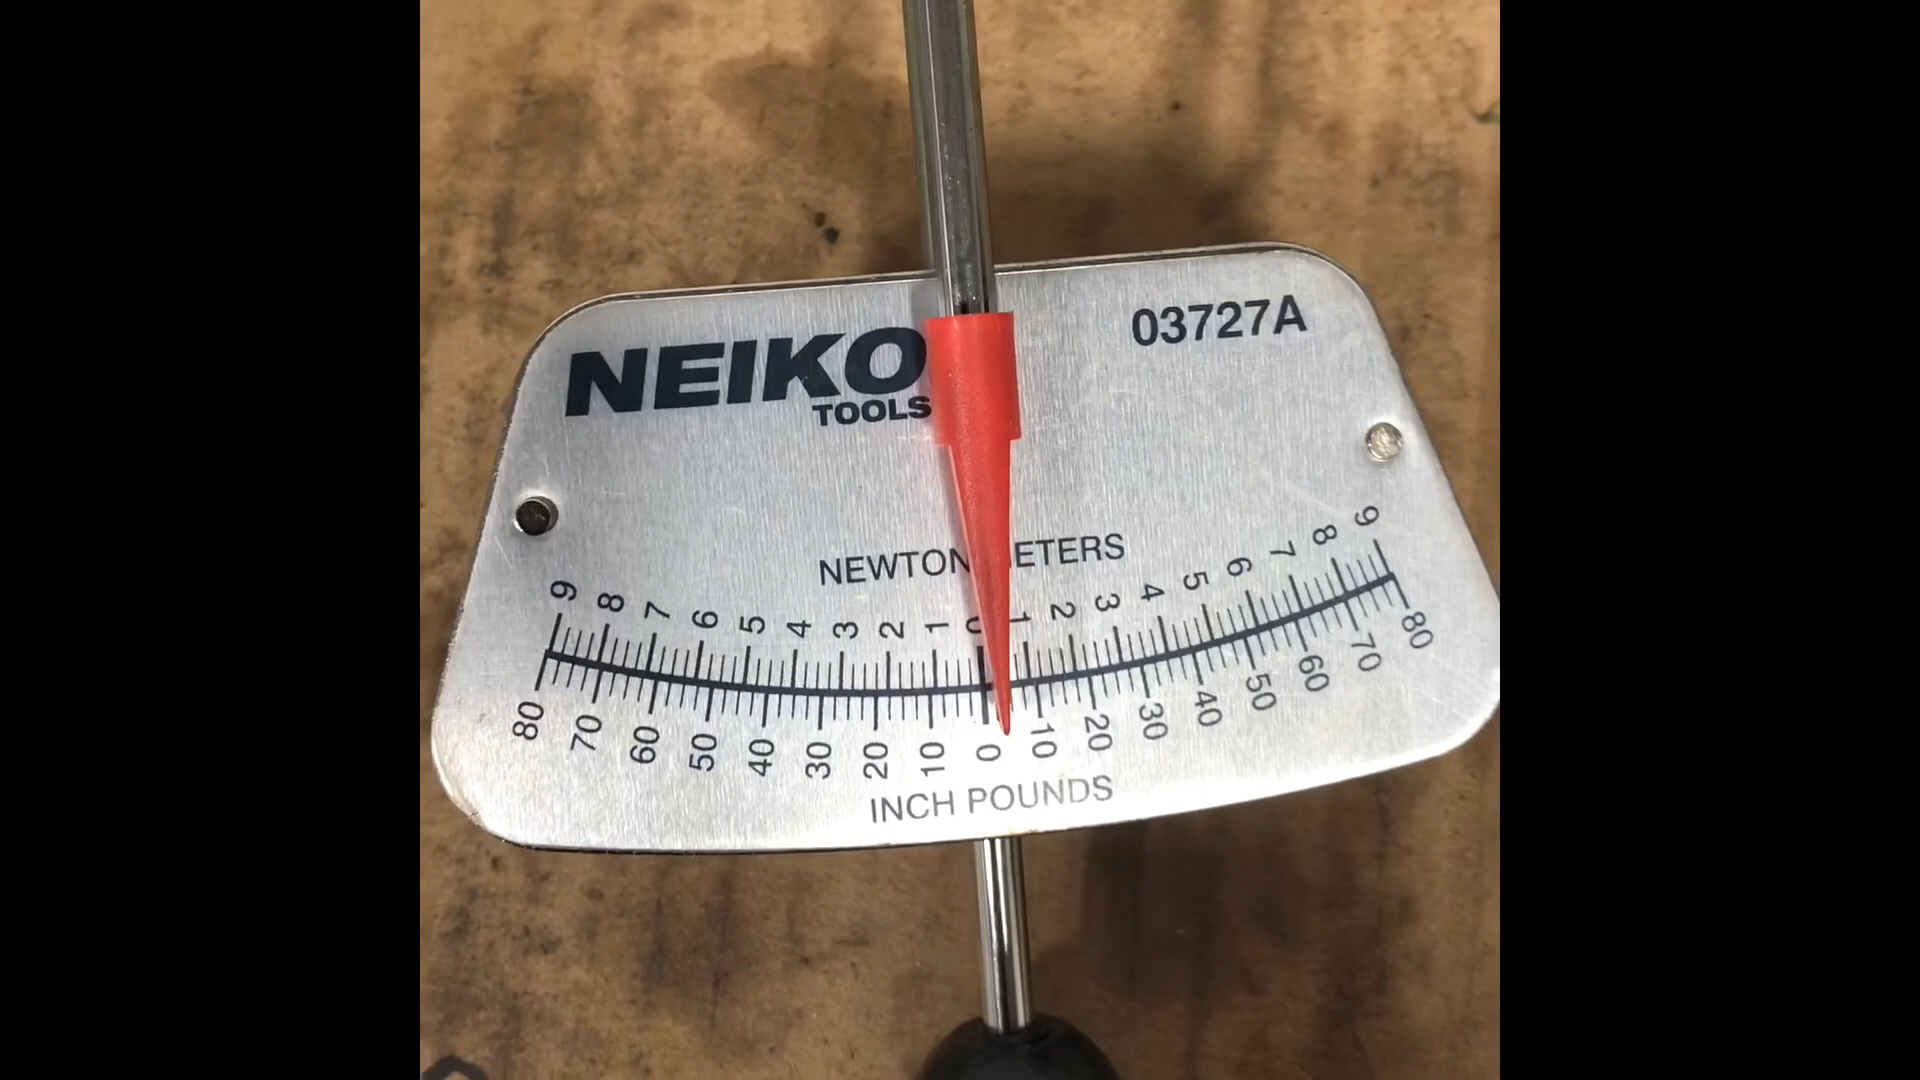 NEIKO
TOOLS
03727A
NEWTON METERS
9 8 7 6 5 4 3 2 1 0 1 2 3 4 5 6 7 8 9
80 70 60 50 40 30 20 10 0 10 20 30 40 50 60 70 80
INCH POUNDS